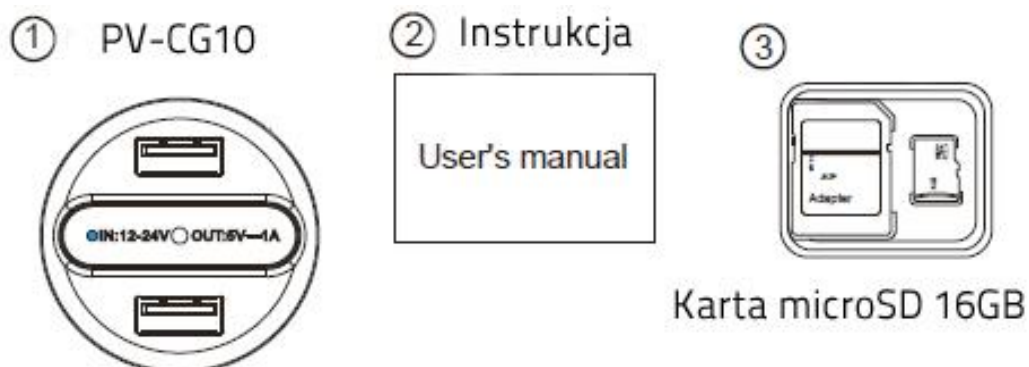 1 PV-CG10
2 Instrukcja
3
IN:12-24V OUT:5V—1A
User's manual
Adapter
Karta microSD 16GB